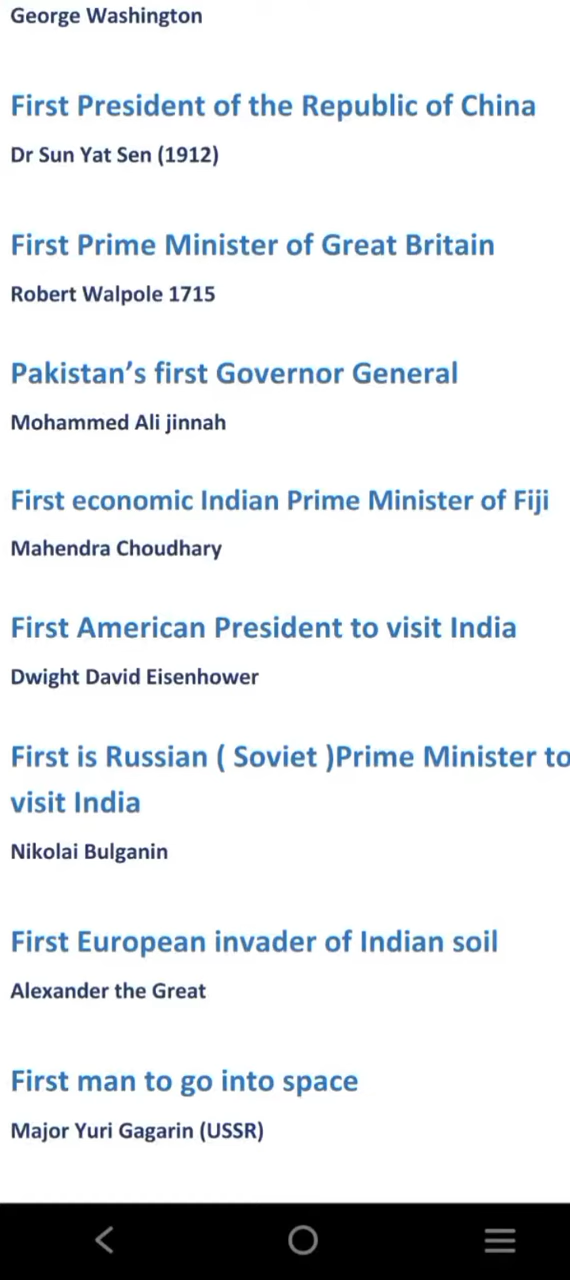 George Washington
First President of the Republic of China
Dr Sun Yat Sen (1912)
First Prime Minister of Great Britain
Robert Walpole 1715
Pakistan’s first Governor General
Mohammed Ali jinnah
First economic Indian Prime Minister of Fiji
Mahendra Choudhary
First American President to visit India
Dwight David Eisenhower
First is Russian ( Soviet )Prime Minister to
visit India
Nikolai Bulganin
First European invader of Indian soil
Alexander the Great
First man to go into space
Major Yuri Gagarin (USSR)